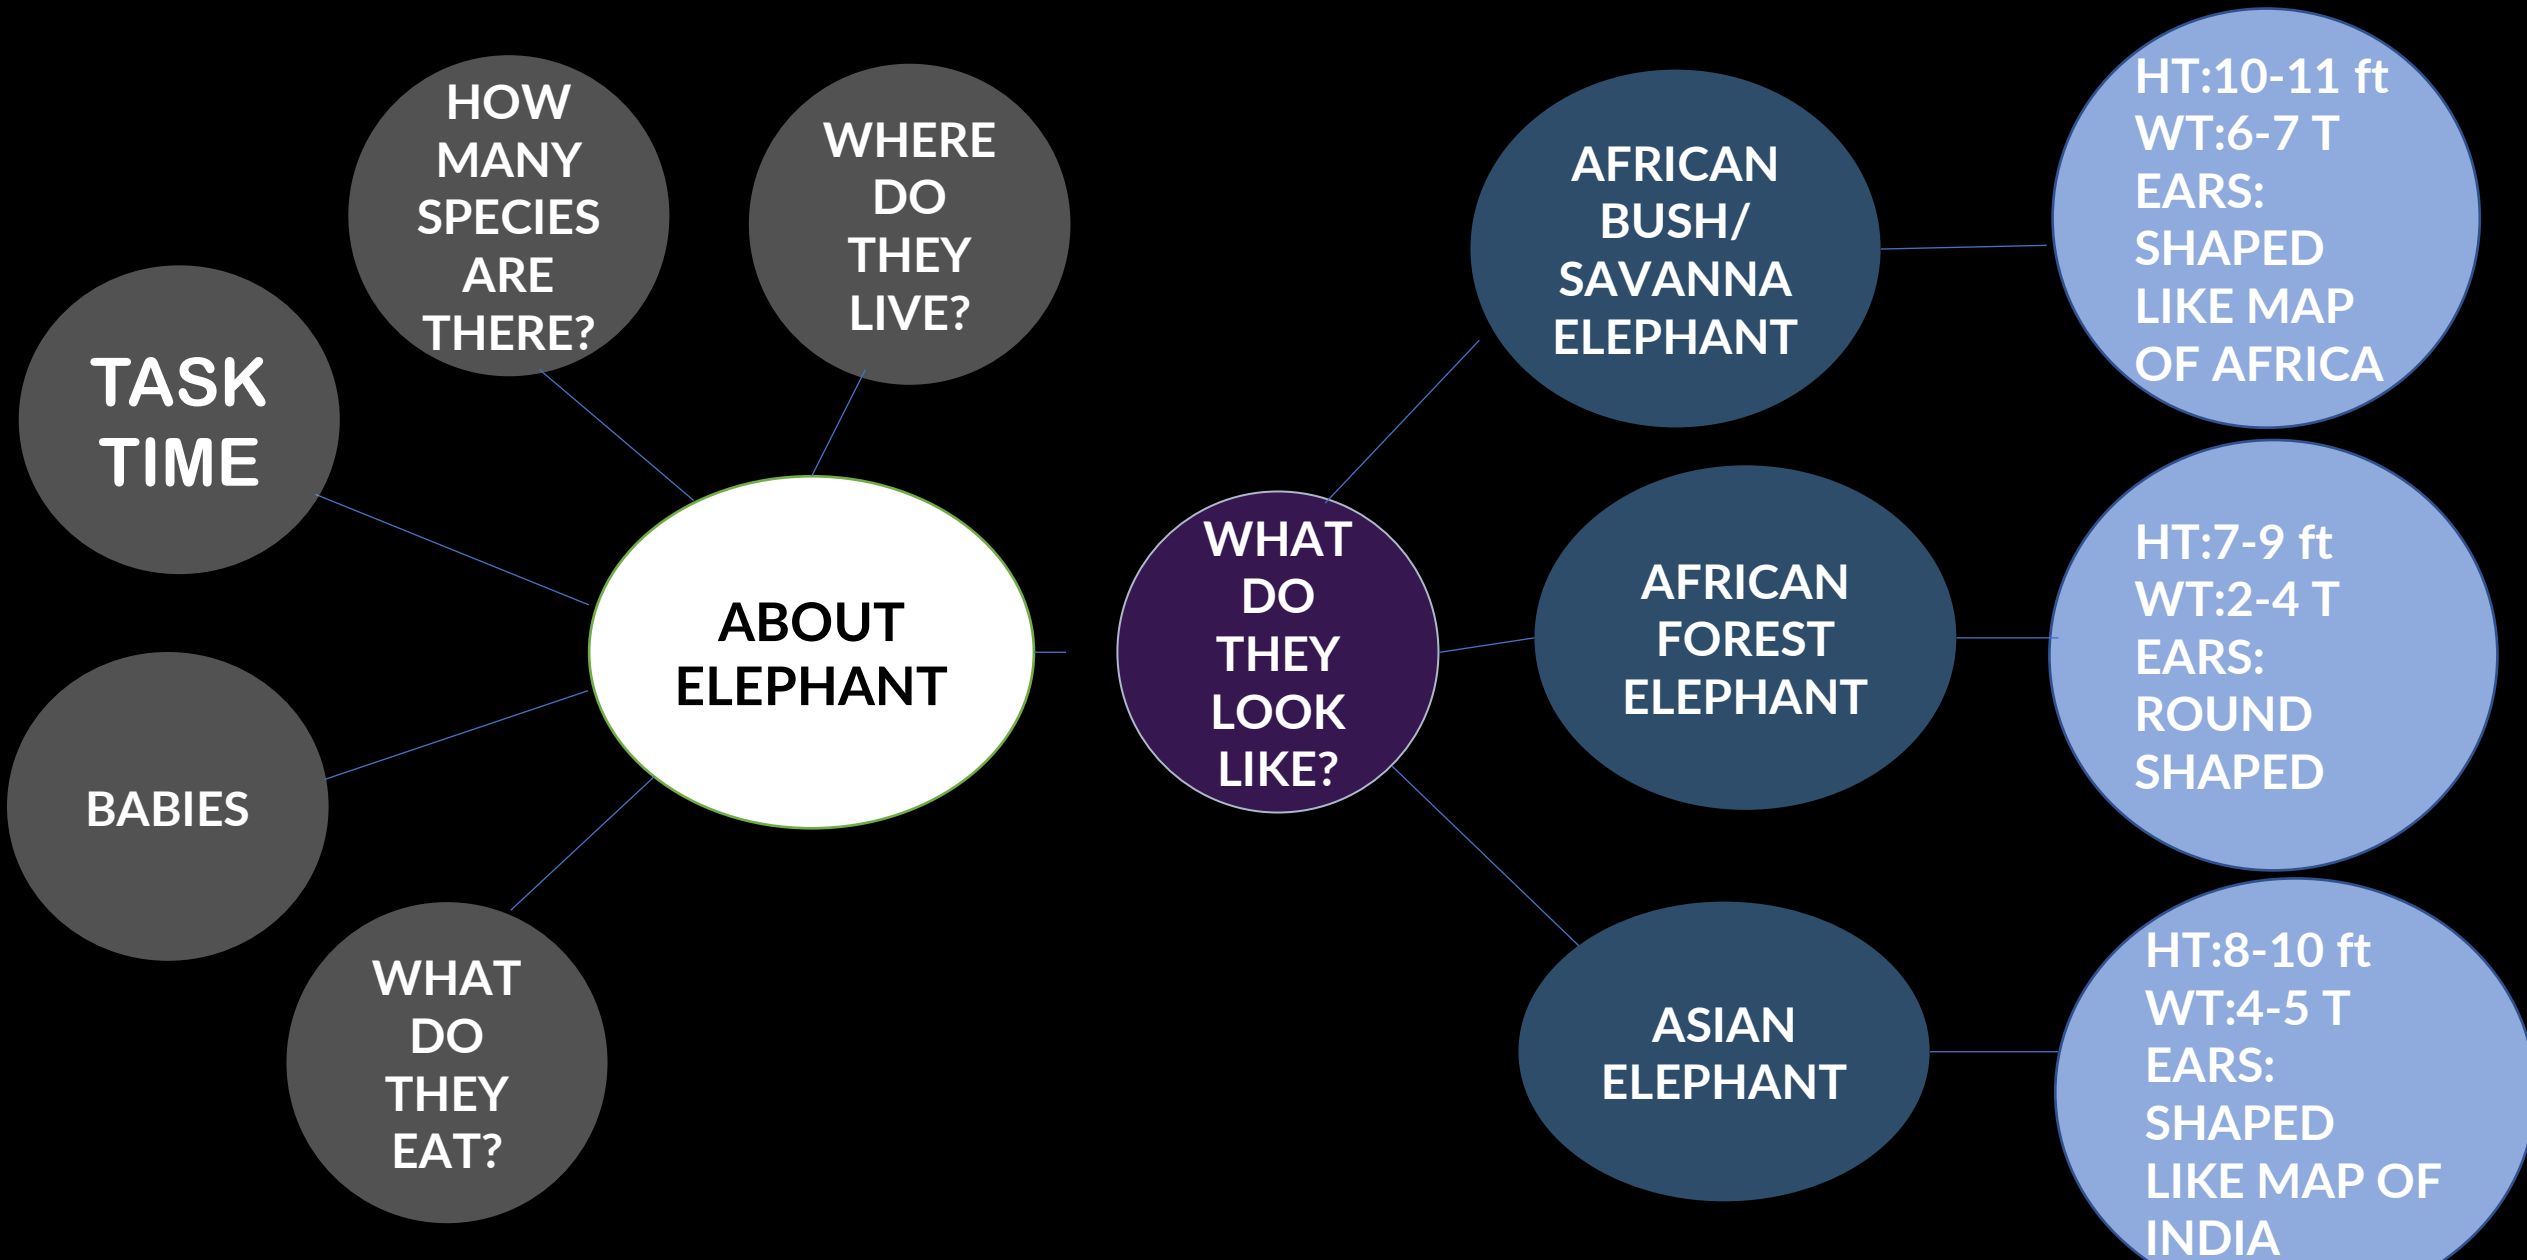 HOW
MANY
SPECIES
ARE
THERE?
WHERE
DO
THEY
LIVE?
TASK
TIME
ABOUT
ELEPHANT
BABIES
WHAT
DO
THEY
EAT?
WHAT
DO
THEY
LOOK
LIKE?
AFRICAN
BUSH/
SAVANNA
ELEPHANT
HT:10-11 ft
WT:6-7 T
EARS:
SHAPED
LIKE MAP
OF AFRICA
AFRICAN
FOREST
ELEPHANT
HT:7-9 ft
WT:2-4 T
EARS:
ROUND
SHAPED
ASIAN
ELEPHANT
HT:8-10 ft
WT:4-5 T
EARS:
SHAPED
LIKE MAP OF
INDIA